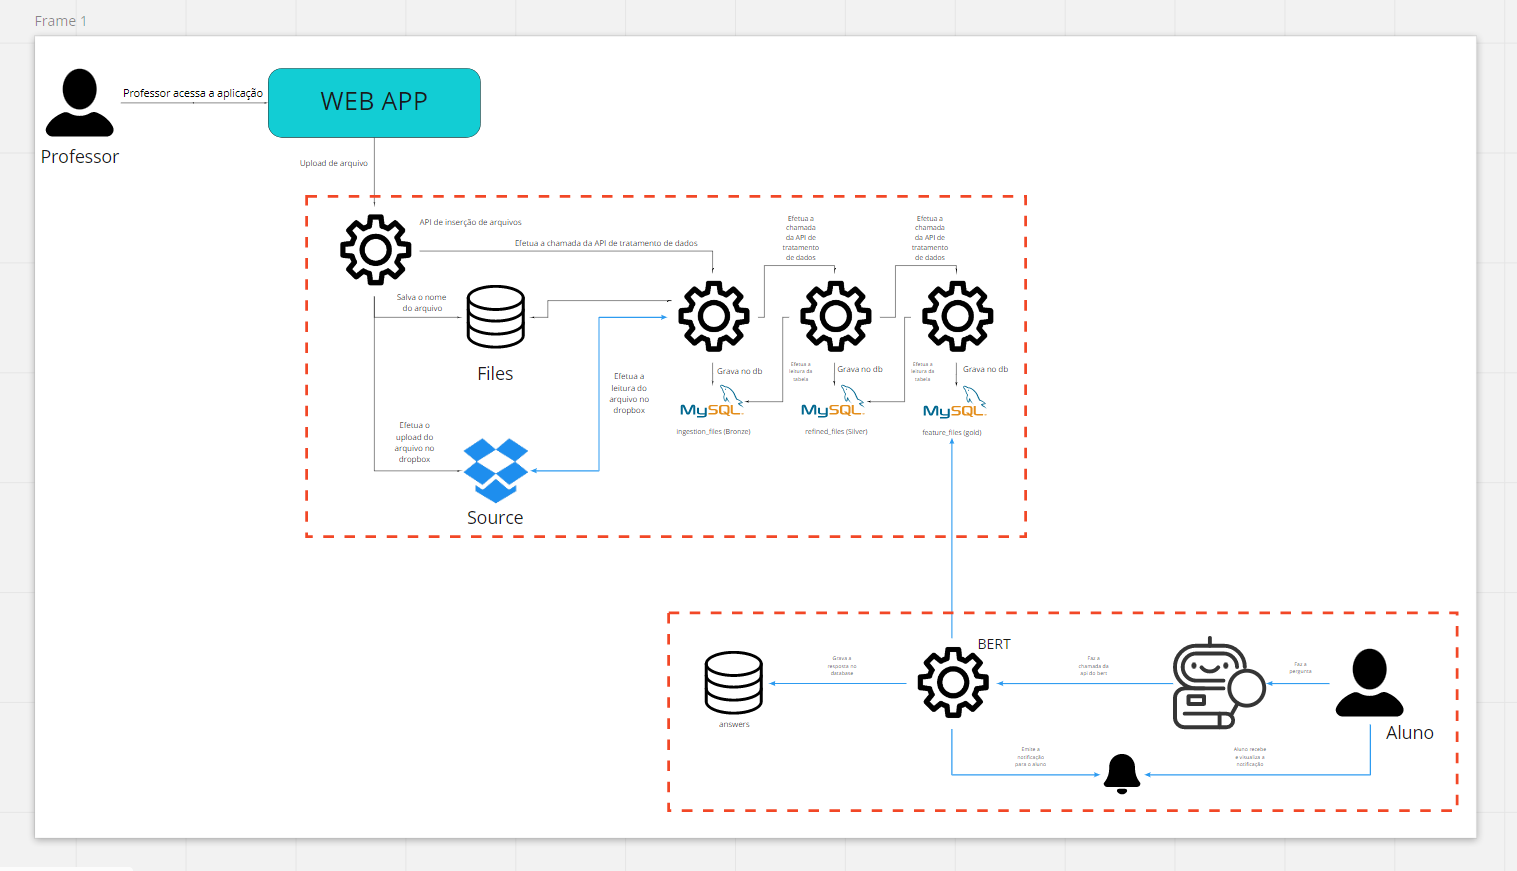 Frame 1
Professor acessa a aplicação
WEB APP
Professor
Upload de arquivo
API de inserção de arquivos
Efetua a chamada da API de tratamento de dados
Efetua a
chamada
da API de
tratamento
de dados
Efetua a
chamada
da API de
tratamento
de dados
Salva o nome
do arquivo
Files
Efetua a
leitura do
arquivo no
dropbox
Grava no db
Efetua a
leitura da
tabela
Grava no db
Efetua a
leitura da
tabela
Grava no db
MySQL
MySQL
MySQL
ingestion_files (Bronze)
refined_files (Silver)
feature_files (gold)
Efetua o
upload do
arquivo no
dropbox
Source
BERT
Grava a
resposta no
database
Faz a
chamada da
api do bert
Faz a
pergunta
answers
Aluno
Emite a
notificação
para o aluno
Aluno recebe
e visualiza a
notificação